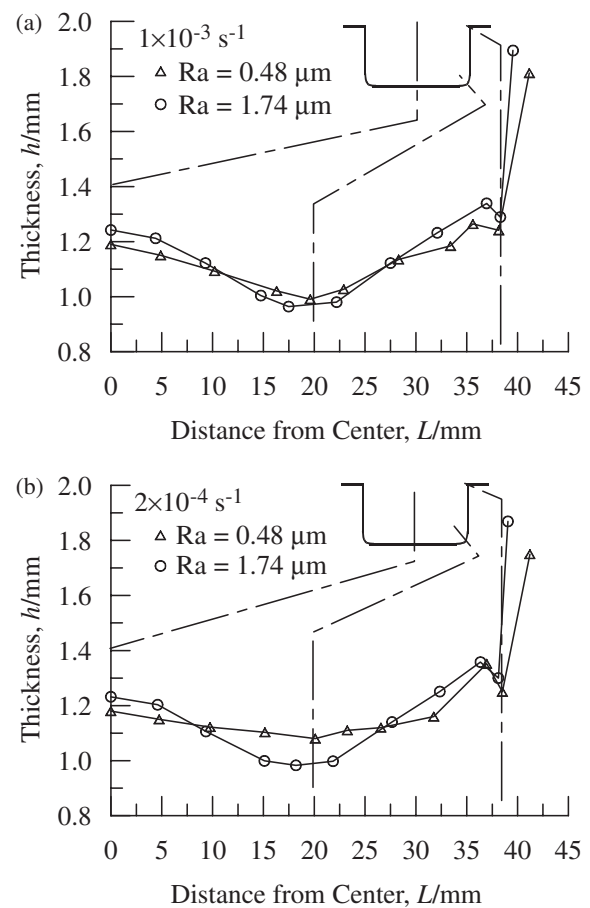 (a)
2.0
1×10⁻³ s⁻¹
Ra = 0.48 μm
Ra = 1.74 μm
1.8
1.6
1.4
1.2
1.0
0.8
Thickness, h/mm
0 5 10 15 20 25 30 35 40 45
Distance from Center, L/mm
(b)
2.0
2×10⁻⁴ s⁻¹
Ra = 0.48 μm
Ra = 1.74 μm
1.8
1.6
1.4
1.2
1.0
0.8
Thickness, h/mm
0 5 10 15 20 25 30 35 40 45
Distance from Center, L/mm